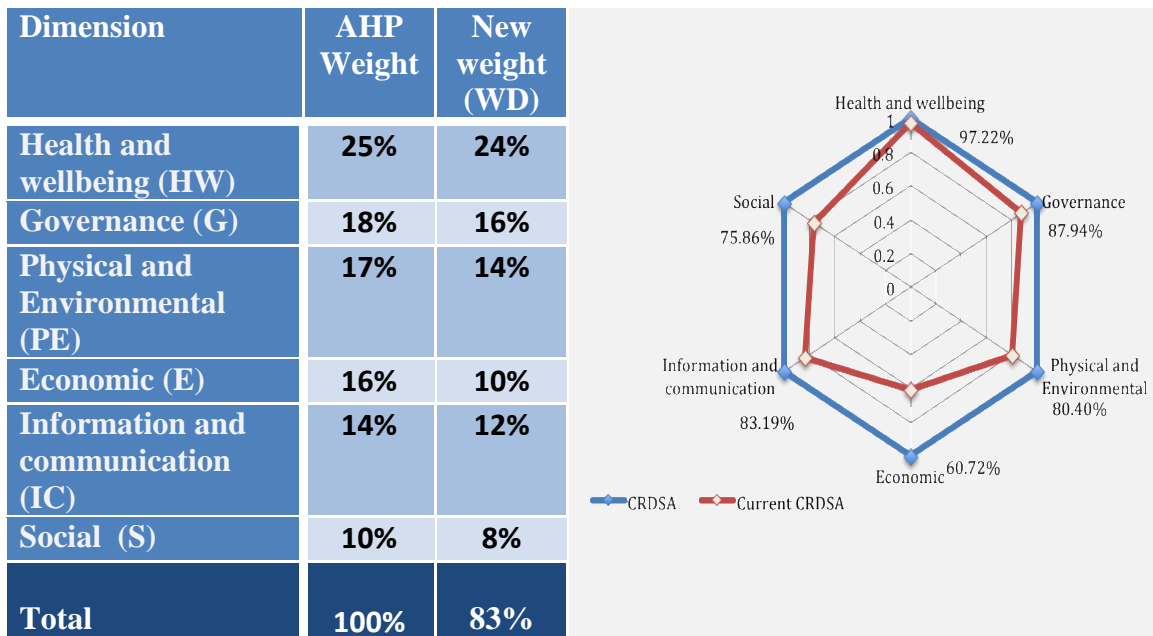 Dimension AHP Weight New weight (WD)
Health and wellbeing (HW) 25% 24%
Governance (G) 18% 16%
Physical and Environmental (PE) 17% 14%
Economic (E) 16% 10%
Information and communication (IC) 14% 12%
Social (S) 10% 8%
Total 100% 83%
Health and wellbeing
97.22%
1
0.8
0.6
0.4
0.2
0
Social
75.86%
Governance
87.94%
Information and
communication
83.19%
Physical and
Environmental
80.40%
Economic 60.72%
CRDSA Current CRDSA